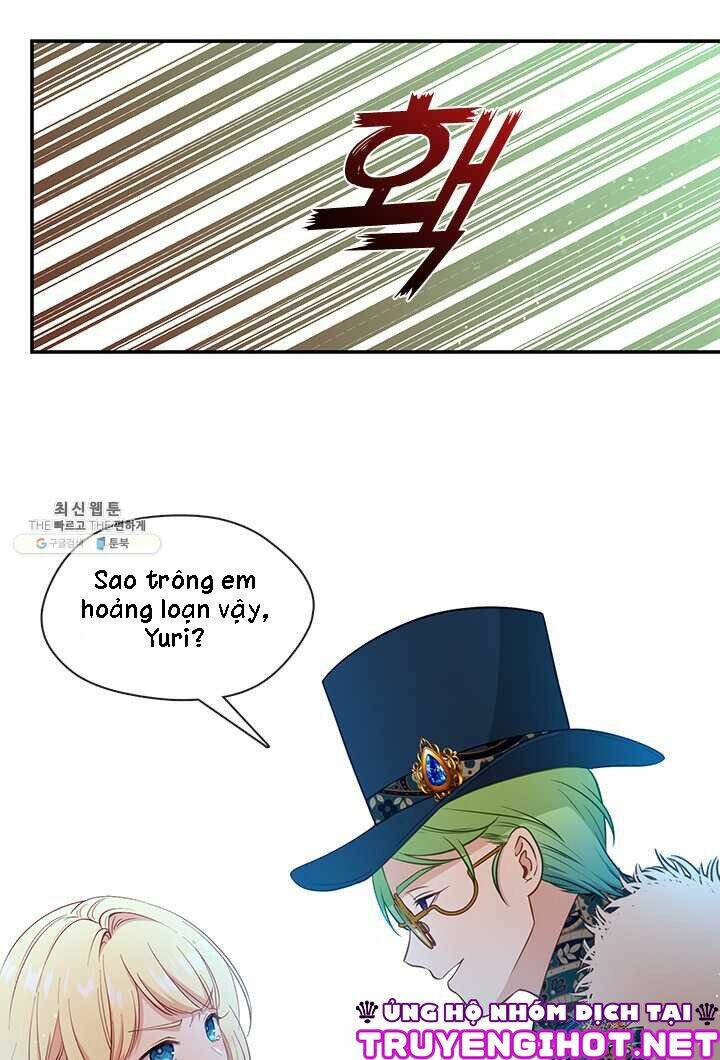 홱
최신웹툰
THE 빠르고 THE 편하게
구글검색 툰북
Sao trông em
hoảng loạn vậy,
Yuri?
ỦNG HỘ NHÓM DỊCH TẠI
TRUYENGIHOT.NET